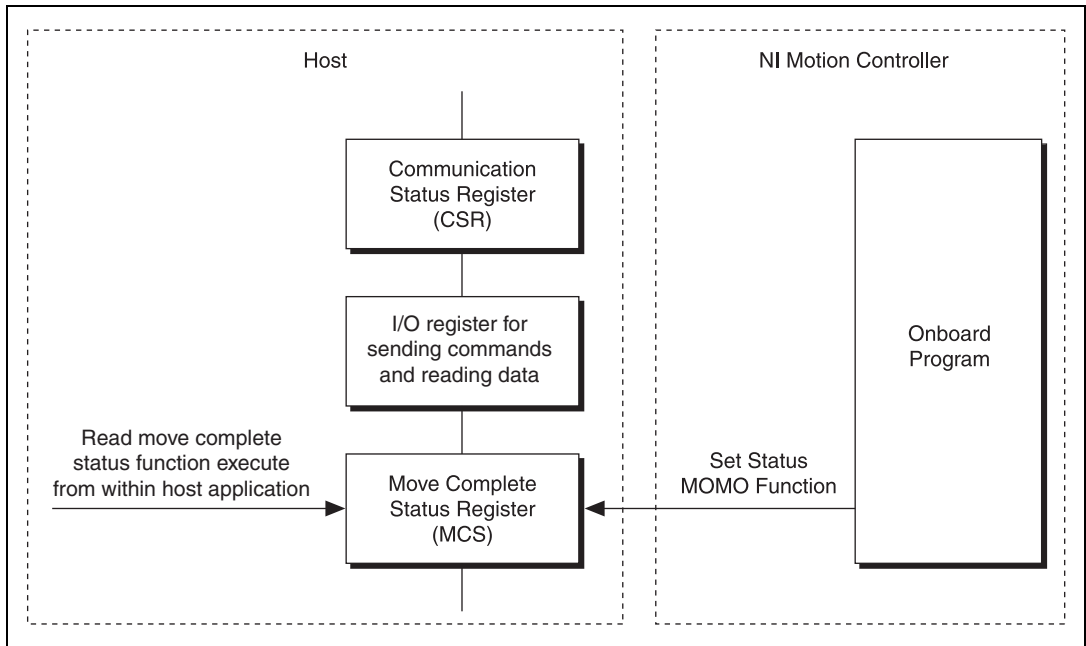 Host
Communication
Status Register
(CSR)
I/O register for
sending commands
and reading data
Read move complete
status function execute
from within host application
Move Complete
Status Register
(MCS)
NI Motion Controller
Onboard
Program
Set Status
MOMO Function